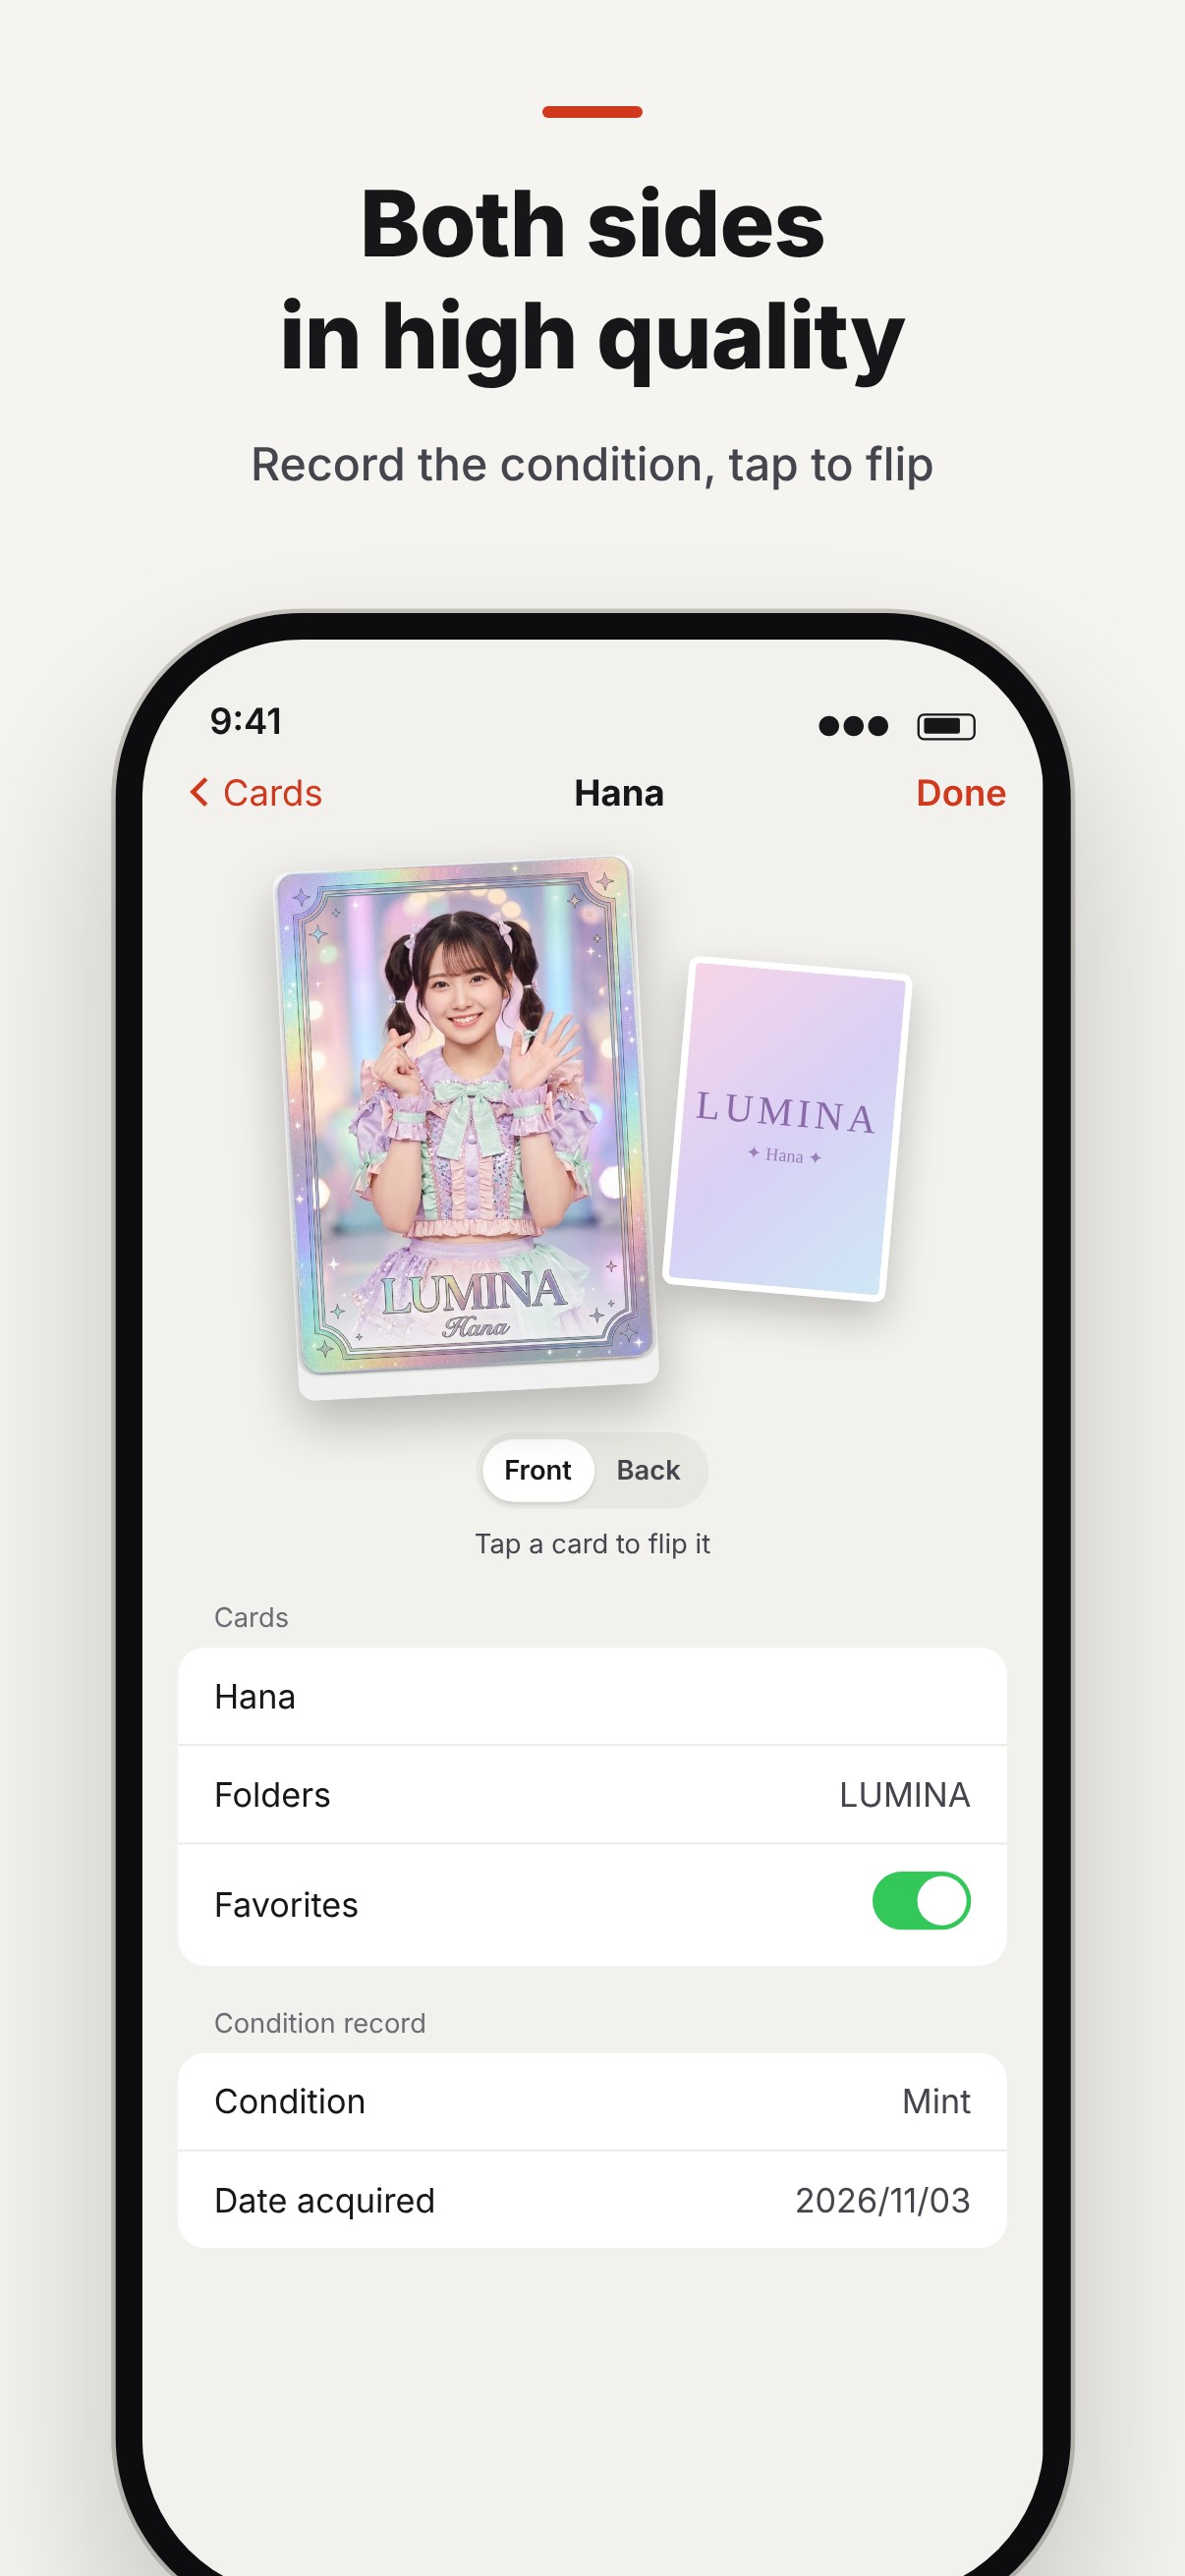 Both sides
in high quality
Record the condition, tap to flip
9:41
Cards
Hana
Done
LUMINA
Hana
LUMINA
✦ Hana ✦
Front
Back
Tap a card to flip it
Cards
Hana
Folders
LUMINA
Favorites
Condition record
Condition
Mint
Date acquired
2026/11/03